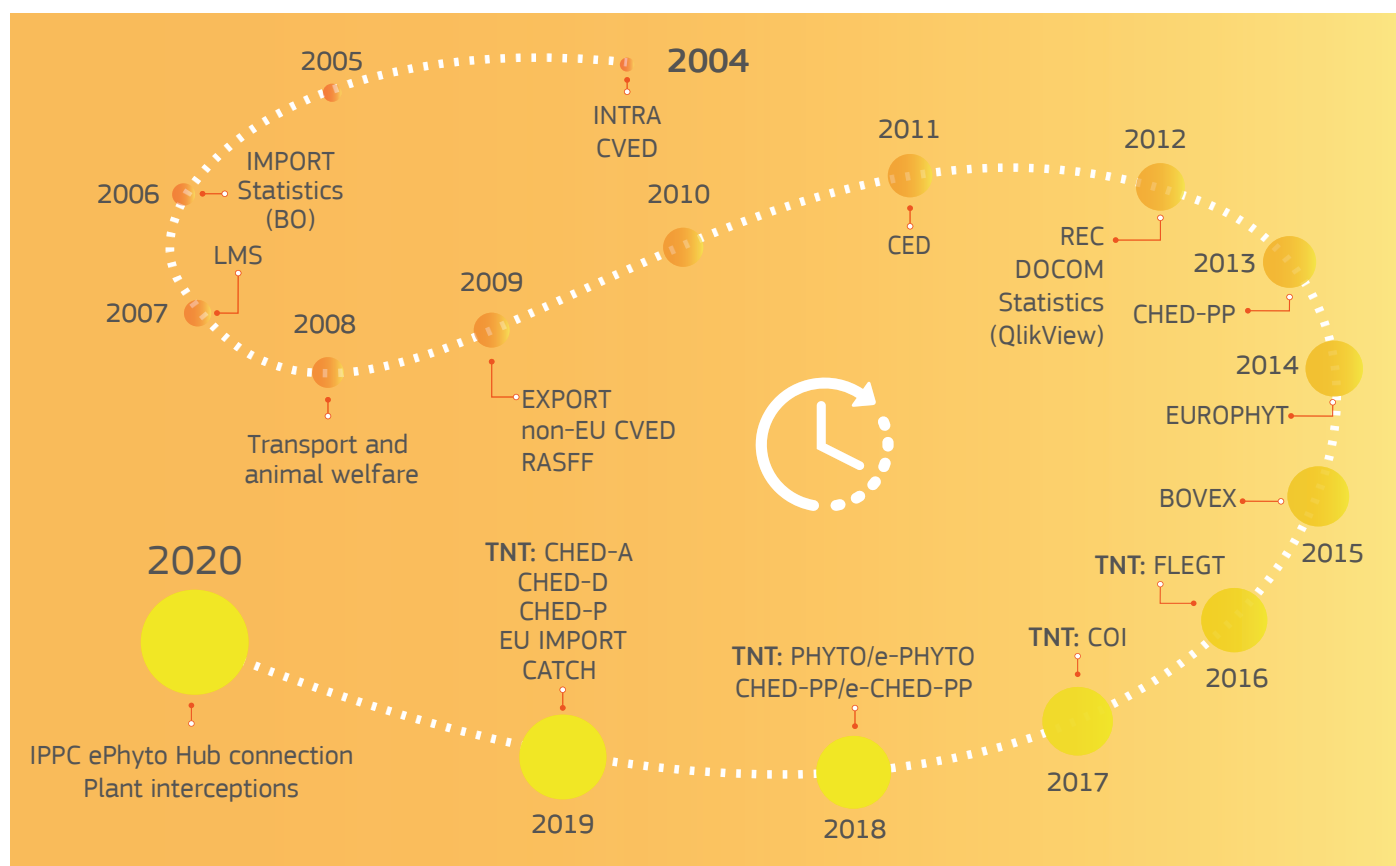 2004
INTRA
CVED
2005
2006
IMPORT
Statistics
(BO)
2007
LMS
2008
Transport and
animal welfare
2009
EXPORT
non-EU CVED
RASFF
2010
2011
CED
2012
REC
DOCOM
Statistics
(QlikView)
2013
CHED-PP
2014
EUROPHYT
2015
BOVEX
2016
TNT: FLEGT
2017
TNT: COI
2018
TNT: PHYTO/e-PHYTO
CHED-PP/e-CHED-PP
2019
TNT: CHED-A
CHED-D
CHED-P
EU IMPORT
CATCH
2020
IPPC ePhyto Hub connection
Plant interceptions